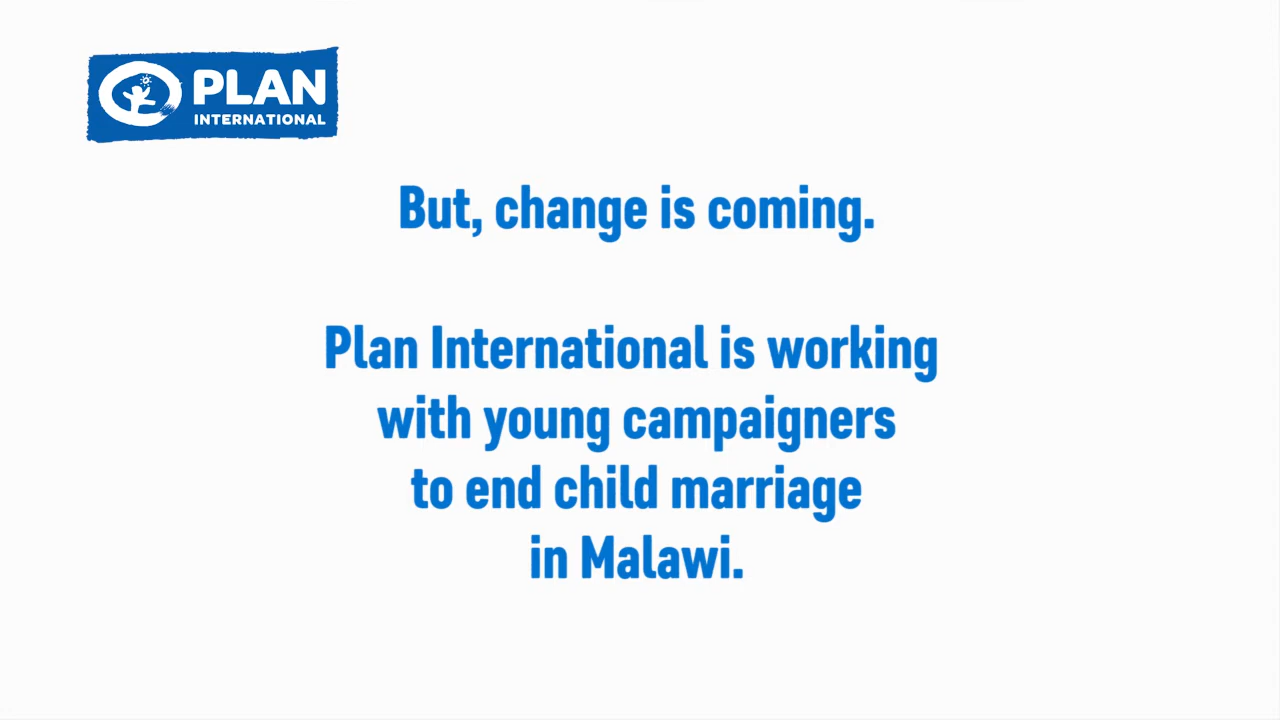 PLAN
INTERNATIONAL
But, change is coming.
Plan International is working
with young campaigners
to end child marriage
in Malawi.